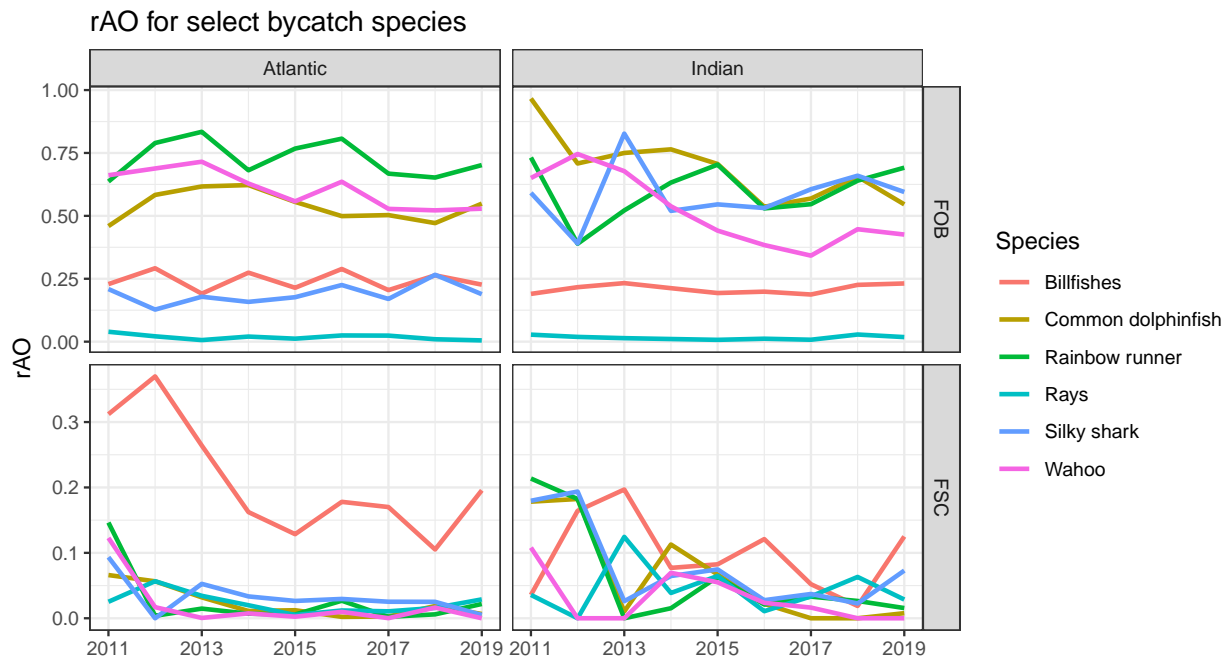 rAO for select bycatch species
Atlantic
Indian
1.00
0.75
0.50
0.25
0.00
FOB
rAO
0.3
0.2
0.1
0.0
FSC
2011
2013
2015
2017
2019
2011
2013
2015
2017
2019
Species
Billfishes
Common dolphinfish
Rainbow runner
Rays
Silky shark
Wahoo